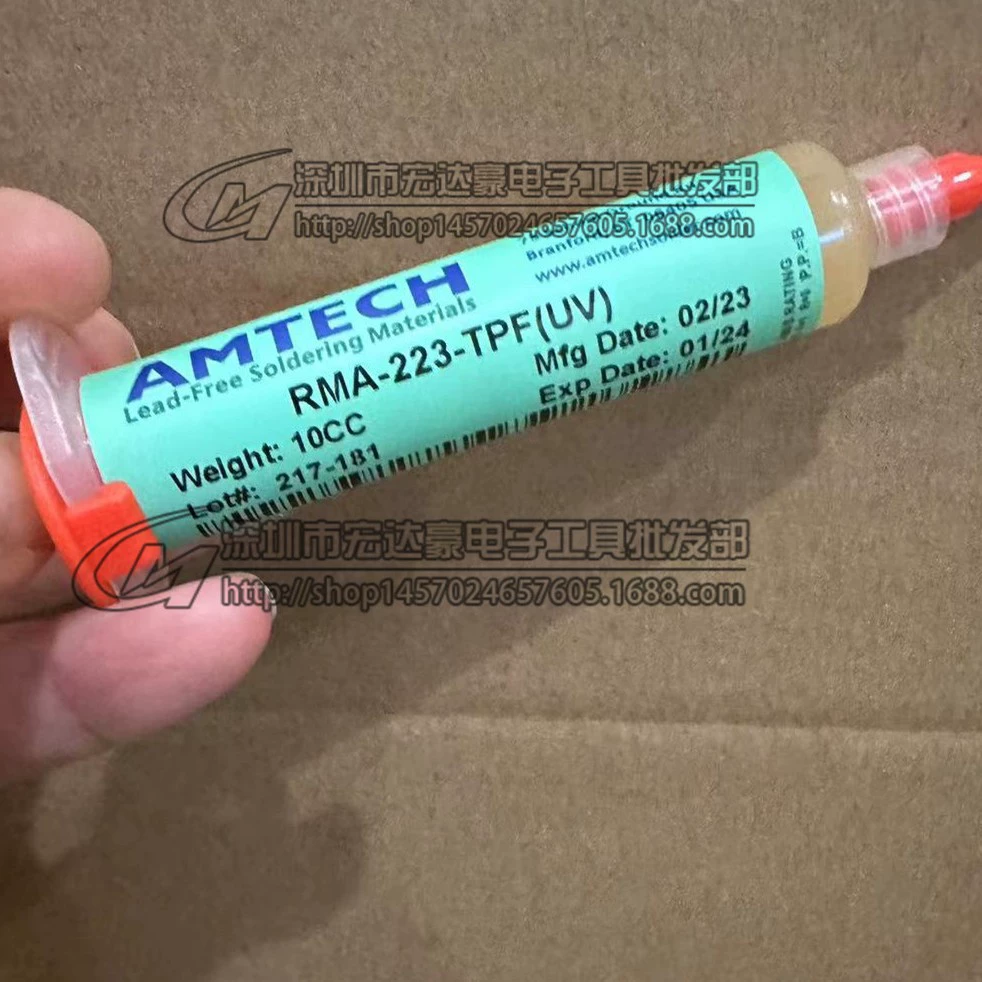 深圳市宏达豪电子工具批发部
http://shop1457024657605.1688.com
Branford
www.amtechsolder.com
AMTECH
Lead-Free Soldering Materials
RMA-223-TPF(UV)
Mfg Date: 02/23
Exp Date: 01/24
Weight: 10CC
Lot#: 217-181
RATING
P.P.=B
深圳市宏达豪电子工具批发部
http://shop1457024657605.1688.com